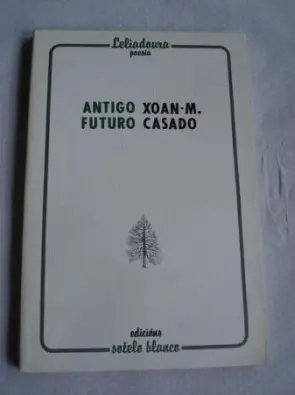 Leliadoura
poesía
ANTIGO XOAN-M.
FUTURO CASADO
edicións
sotelo blanco